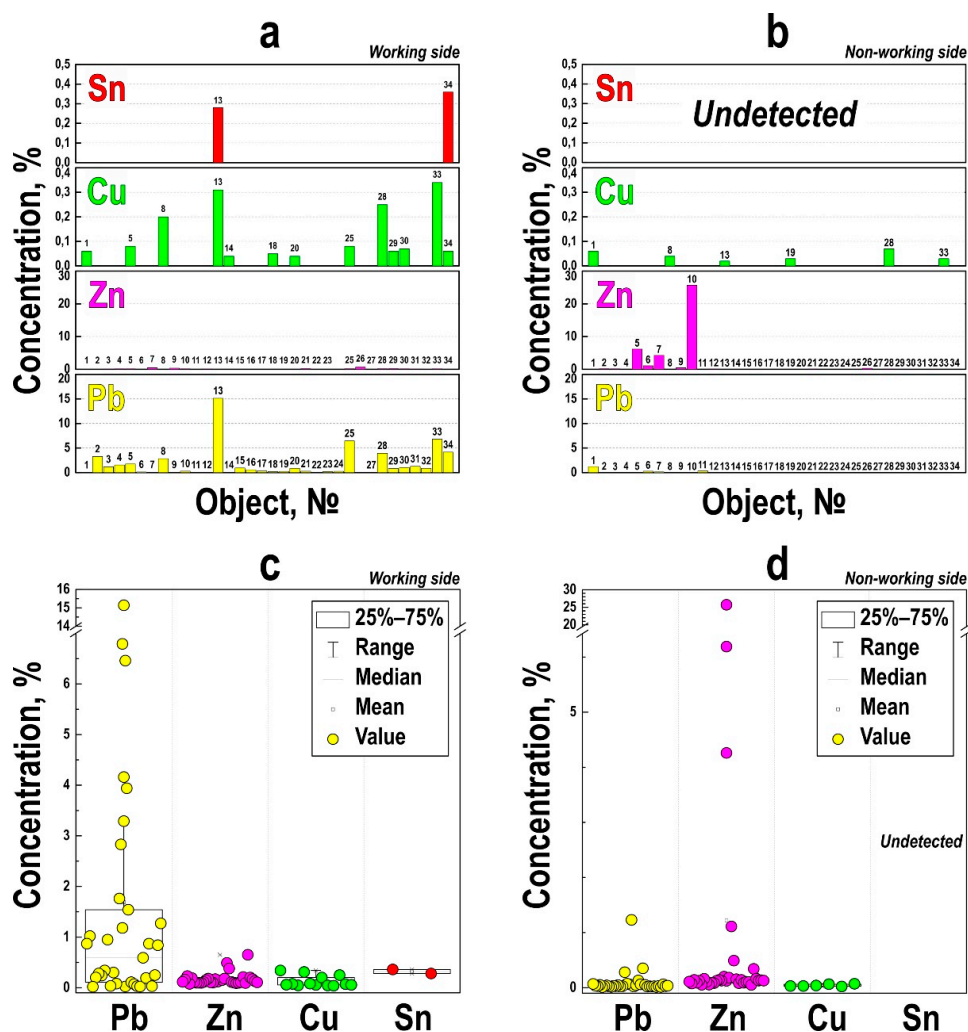 a
Working side
Concentration, %
0,5
0,4
0,3
0,2
0,1
0,0
Sn
13
34
0,4
0,3
0,2
0,1
0,0
Cu
1 5 8 13 14 18 20 25 28 29 30 33 34
30
20
10
0
Zn
1 2 3 4 5 6 7 8 9 10 11 12 13 14 15 16 17 18 19 20 21 22 23 25 26 27 28 29 30 31 32 33 34
20
15
10
5
0
Pb
1 2 3 4 5 6 7 8 9 10 11 12 13 14 15 16 17 18 19 20 21 22 23 24 25 27 28 29 30 31 32 33 34
Object, №
b
Non-working side
Concentration, %
0,5
0,4
0,3
0,2
0,1
0,0
Sn
Undetected
0,4
0,3
0,2
0,1
0,0
Cu
1 8 13 19 28 33
30
20
10
0
Zn
1 2 3 4 5 6 7 8 9 10 11 12 13 14 15 16 17 18 19 20 21 22 23 24 25 26 27 28 29 30 31 32 33 34
20
15
10
5
0
Pb
1 2 3 4 5 6 7 8 9 10 11 12 13 14 15 16 17 18 19 20 21 22 23 24 25 26 27 28 29 30 31 32 33 34
Object, №
c
Working side
Concentration, %
16
15
14
6
5
4
3
2
1
0
25%–75%
Range
Median
Mean
Value
Pb Zn Cu Sn
d
Non-working side
Concentration, %
30
25
20
5
0
25%–75%
Range
Median
Mean
Value
Undetected
Pb Zn Cu Sn